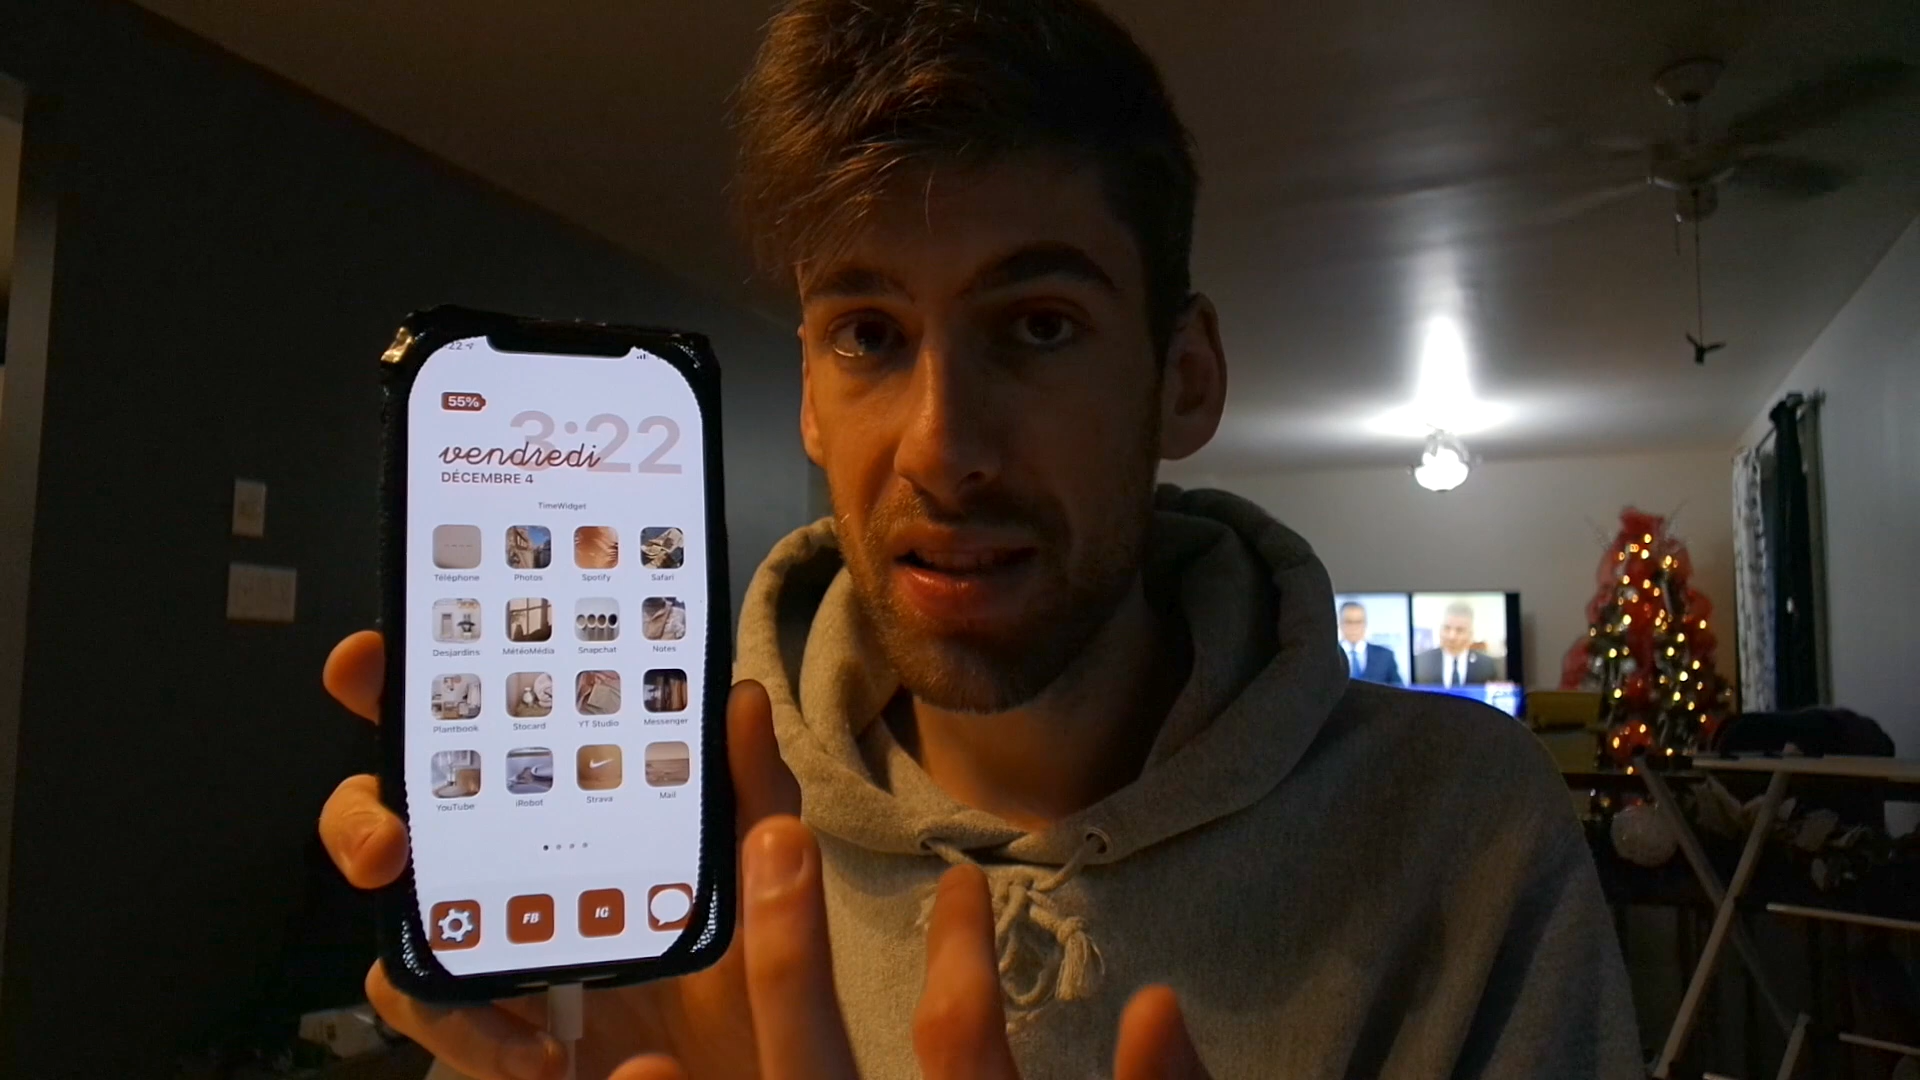 22
55%
3:22
vendredi
DÉCEMBRE 4
TimeWidget
Téléphone Photos Spotify Safari
Desjardins MétéoMédia Snapchat Notes
Plantbook Stocard YT Studio Messenger
YouTube iRobot Strava Mail
FB IG